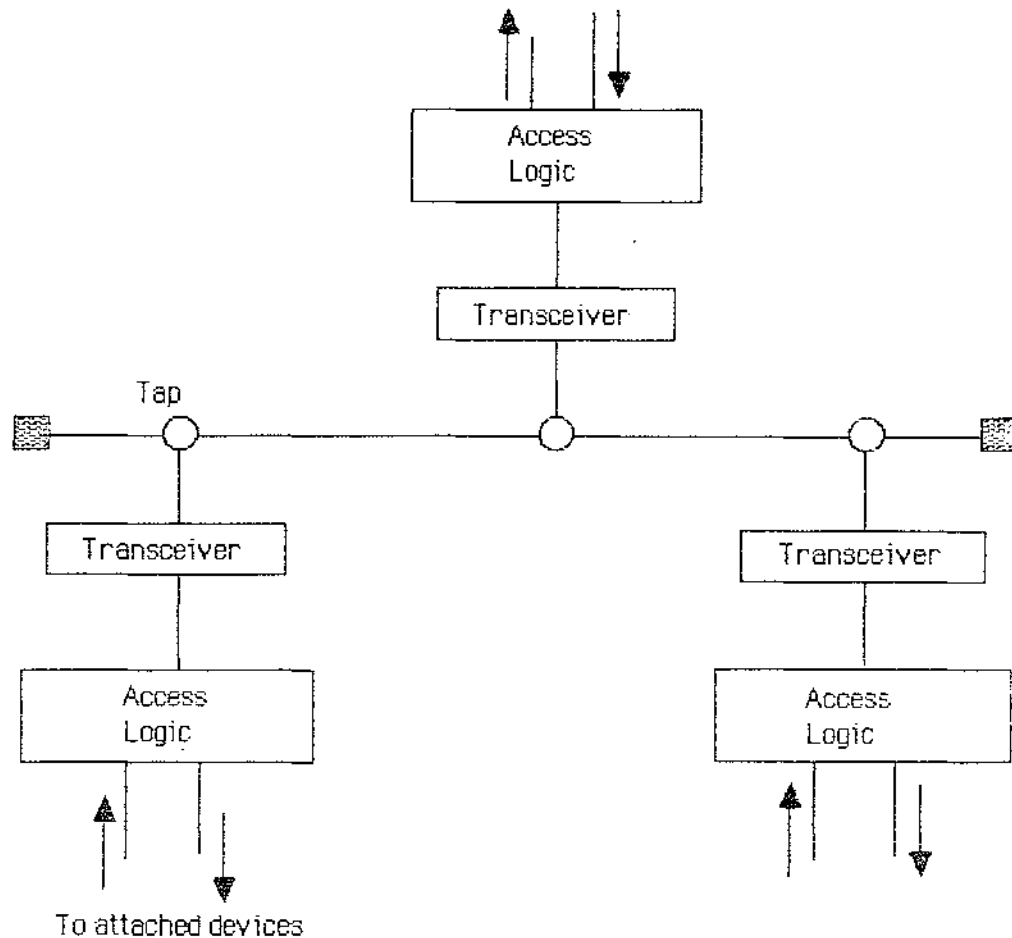 Access
Logic
Transceiver
Tap
Transceiver
Transceiver
Access
Logic
Access
Logic
To attached devices